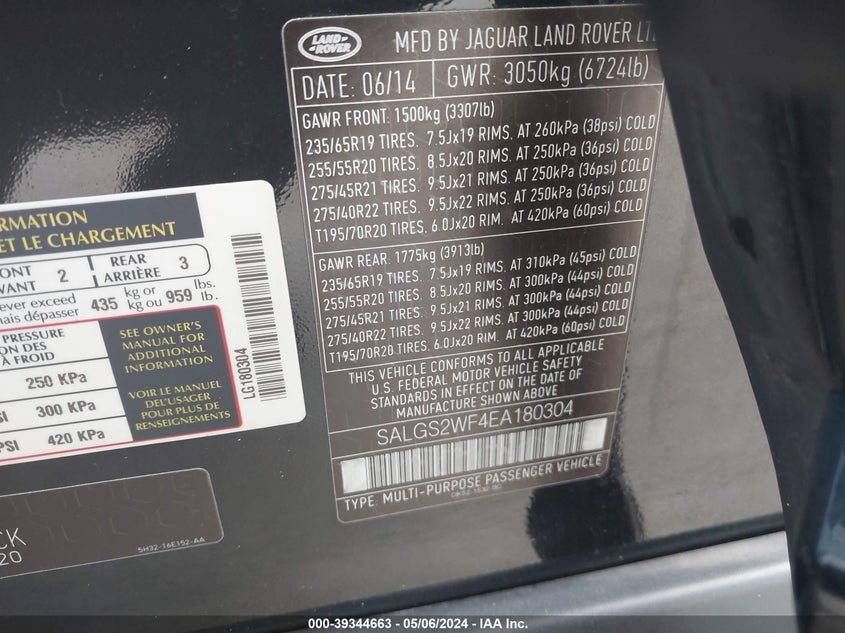 LAND ROVER
MFD BY JAGUAR LAND ROVER
DATE: 06/14 GWR: 3050kg (6724lb)
GAWR FRONT: 1500kg (3307lb)
235/65R19 TIRES. 7.5Jx19 RIMS. AT 260kPa (38psi) COLD
255/55R20 TIRES. 8.5Jx20 RIMS. AT 250kPa (36psi) COLD
275/45R21 TIRES. 9.5Jx21 RIMS. AT 250kPa (36psi) COLD
275/40R22 TIRES. 9.5Jx22 RIMS. AT 250kPa (36psi) COLD
T195/70R20 TIRES. 6.0Jx20 RIM. AT 420kPa (60psi) COLD
GAWR REAR: 1775kg (3913lb)
235/65R19 TIRES. 7.5Jx19 RIMS. AT 310kPa (45psi) COLD
255/55R20 TIRES. 8.5Jx20 RIMS. AT 300kPa (44psi) COLD
275/45R21 TIRES. 9.5Jx21 RIMS. AT 300kPa (44psi) COLD
275/40R22 TIRES. 9.5Jx22 RIMS. AT 300kPa (44psi) COLD
T195/70R20 TIRES. 6.0Jx20 RIM. AT 420kPa (60psi) COLD
THIS VEHICLE CONFORMS TO ALL APPLICABLE
U.S. FEDERAL MOTOR VEHICLE SAFETY
STANDARDS IN EFFECT ON THE DATE OF
MANUFACTURE SHOWN ABOVE
SALGS2WF4EA180304
TYPE: MULTI-PURPOSE PASSENGER VEHICLE
ET LE CHARGEMENT
2 REAR ARRIÈRE 3
ever exceed
mais dépasser 435 kg or kg ou 959 lbs. lb.
PRESSURE
À FROID
250 KPa
300 KPa
PSI 420 KPa
SEE OWNER'S
MANUAL FOR
ADDITIONAL
INFORMATION
VOIR LE MANUEL
DEL'USAGER
POUR PLUS DE
RENSEIGNMENTS
LG180304
20
5H32-16E152-AA
000-39344663 - 05/06/2024 - IAAI.com